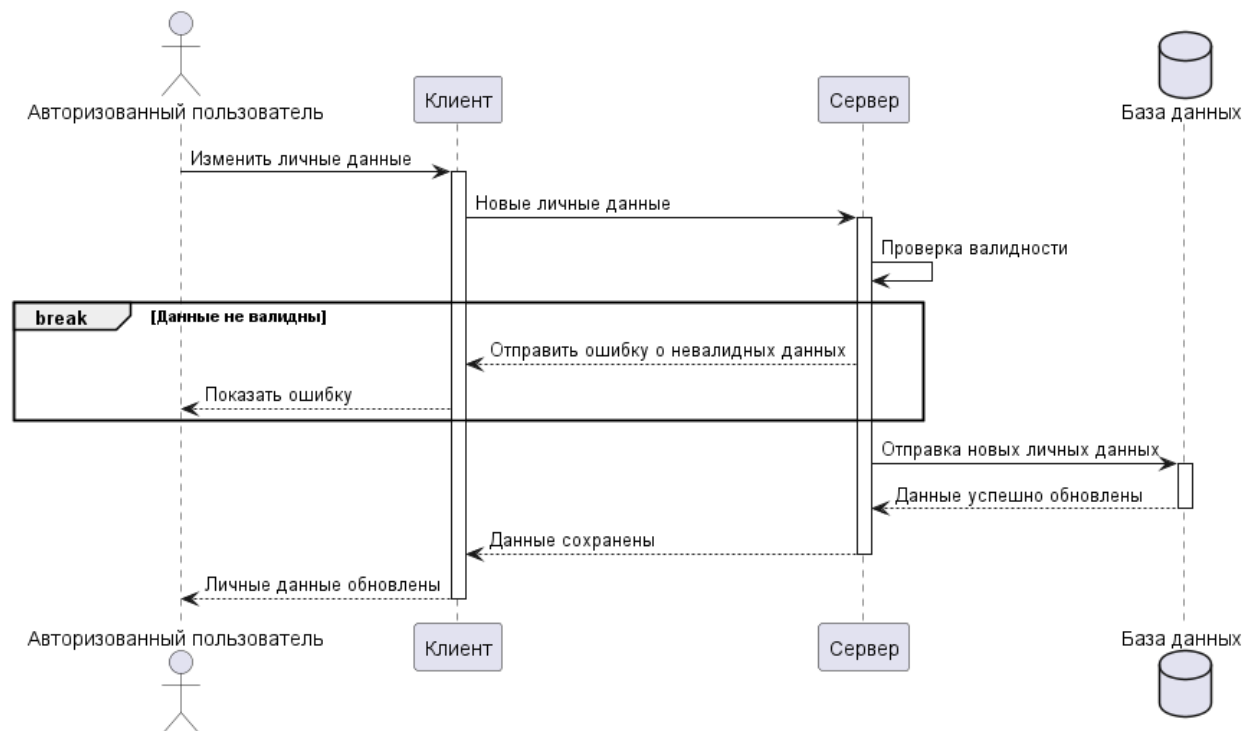 Авторизованный пользователь
Клиент
Сервер
База данных
Изменить личные данные
Новые личные данные
Проверка валидности
break
[Данные не валидны]
Отправить ошибку о невалидных данных
Показать ошибку
Отправка новых личных данных
Данные успешно обновлены
Данные сохранены
Личные данные обновлены
Авторизованный пользователь
Клиент
Сервер
База данных